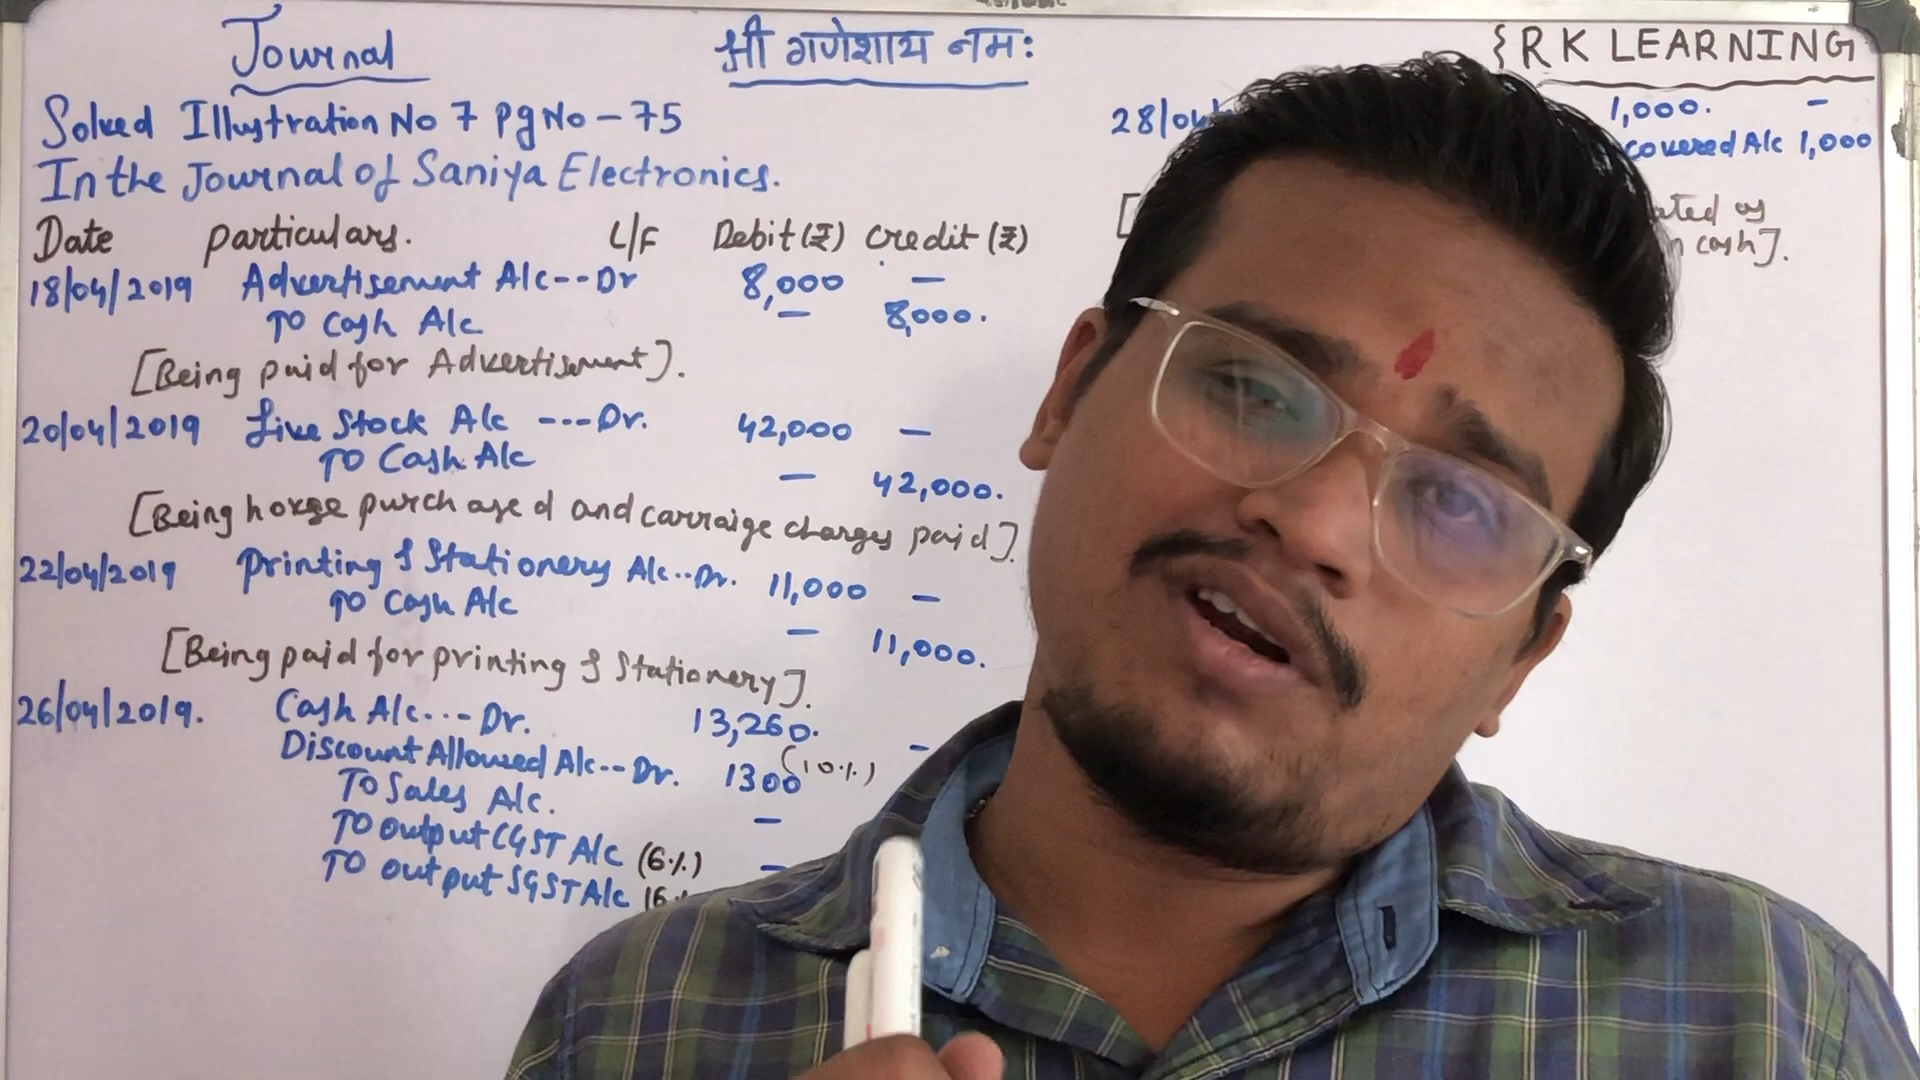 Journal
श्री गणेशाय नमः
{RK LEARNING
Solved Illustration No 7 pg No - 75
In the Journal of Saniya Electronics.
Date particulars. L/F Debit (₹) credit (₹)
18/04/2019 Advertisement A/c--Dr 8,000 —
To Cash A/c — 8,000.
[Being paid for Advertisment].
20/04/2019 Live Stock A/c ---Dr. 42,000 —
To Cash A/c — 42,000.
[Being horse purchased and carraige charges paid].
22/04/2019 Printing & Stationery A/c..Dr. 11,000 —
To Cash A/c — 11,000.
[Being paid for printing & Stationery].
26/04/2019. Cash A/c...-Dr. 13,260. —
Discount Allowed A/c--Dr. 1300 (10%)
To Sales A/c. —
To output CGST A/c (6%) —
To output SGST A/c (6
28/04 1,000. —
covered A/c 1,000
[ ated as
n cash].